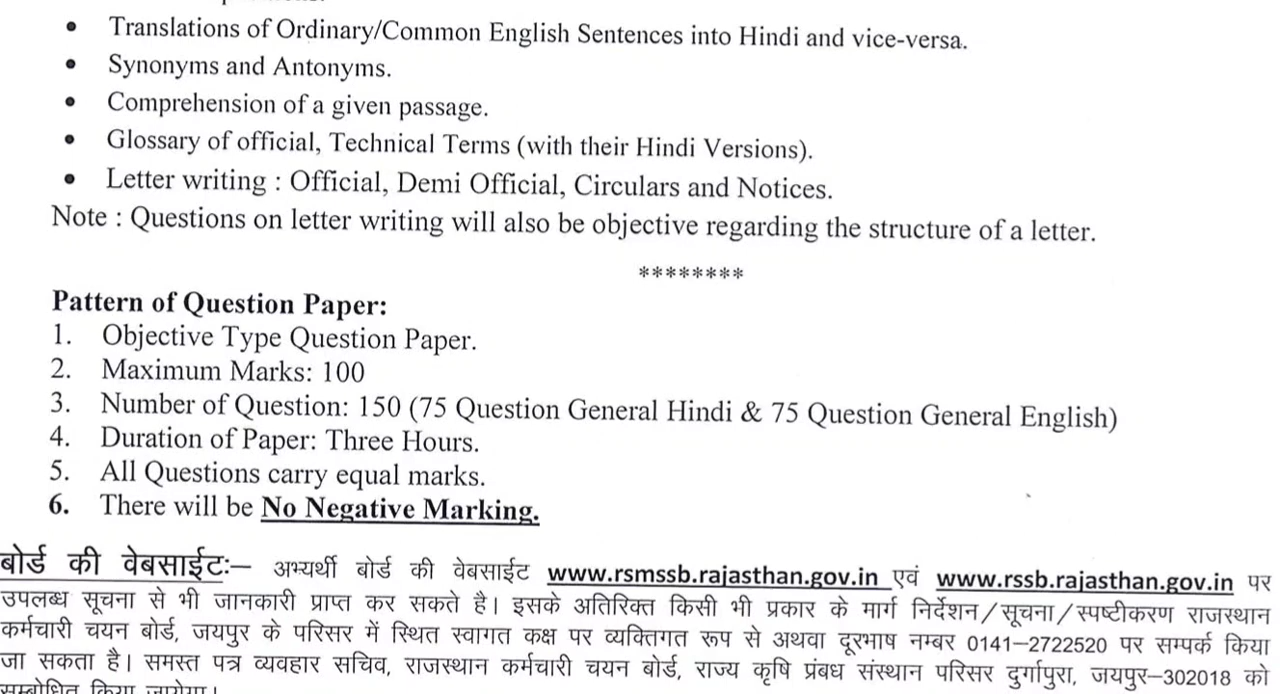 • Translations of Ordinary/Common English Sentences into Hindi and vice-versa.
• Synonyms and Antonyms.
• Comprehension of a given passage.
• Glossary of official, Technical Terms (with their Hindi Versions).
• Letter writing : Official, Demi Official, Circulars and Notices.
Note : Questions on letter writing will also be objective regarding the structure of a letter.
********
Pattern of Question Paper:
1. Objective Type Question Paper.
2. Maximum Marks: 100
3. Number of Question: 150 (75 Question General Hindi & 75 Question General English)
4. Duration of Paper: Three Hours.
5. All Questions carry equal marks.
6. There will be No Negative Marking.
बोर्ड की वेबसाईटः– अभ्यर्थी बोर्ड की वेबसाईट www.rsmssb.rajasthan.gov.in एवं www.rssb.rajasthan.gov.in पर
उपलब्ध सूचना से भी जानकारी प्राप्त कर सकते है। इसके अतिरिक्त किसी भी प्रकार के मार्ग निर्देशन/सूचना/स्पष्टीकरण राजस्थान
कर्मचारी चयन बोर्ड, जयपुर के परिसर में स्थित स्वागत कक्ष पर व्यक्तिगत रूप से अथवा दूरभाष नम्बर 0141–2722520 पर सम्पर्क किया
जा सकता है। समस्त पत्र व्यवहार सचिव, राजस्थान कर्मचारी चयन बोर्ड, राज्य कृषि प्रंबध संस्थान परिसर दुर्गापुरा, जयपुर–302018 को
सम्बोधित किया जायेगा।